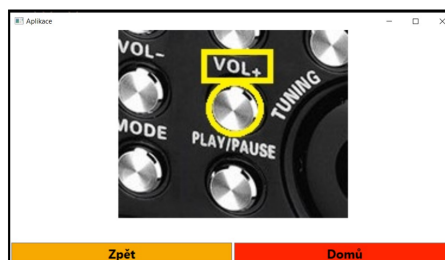 Aplikace
VOL-
VOL+
TUNING
MODE
PLAY/PAUSE
Zpět
Domů